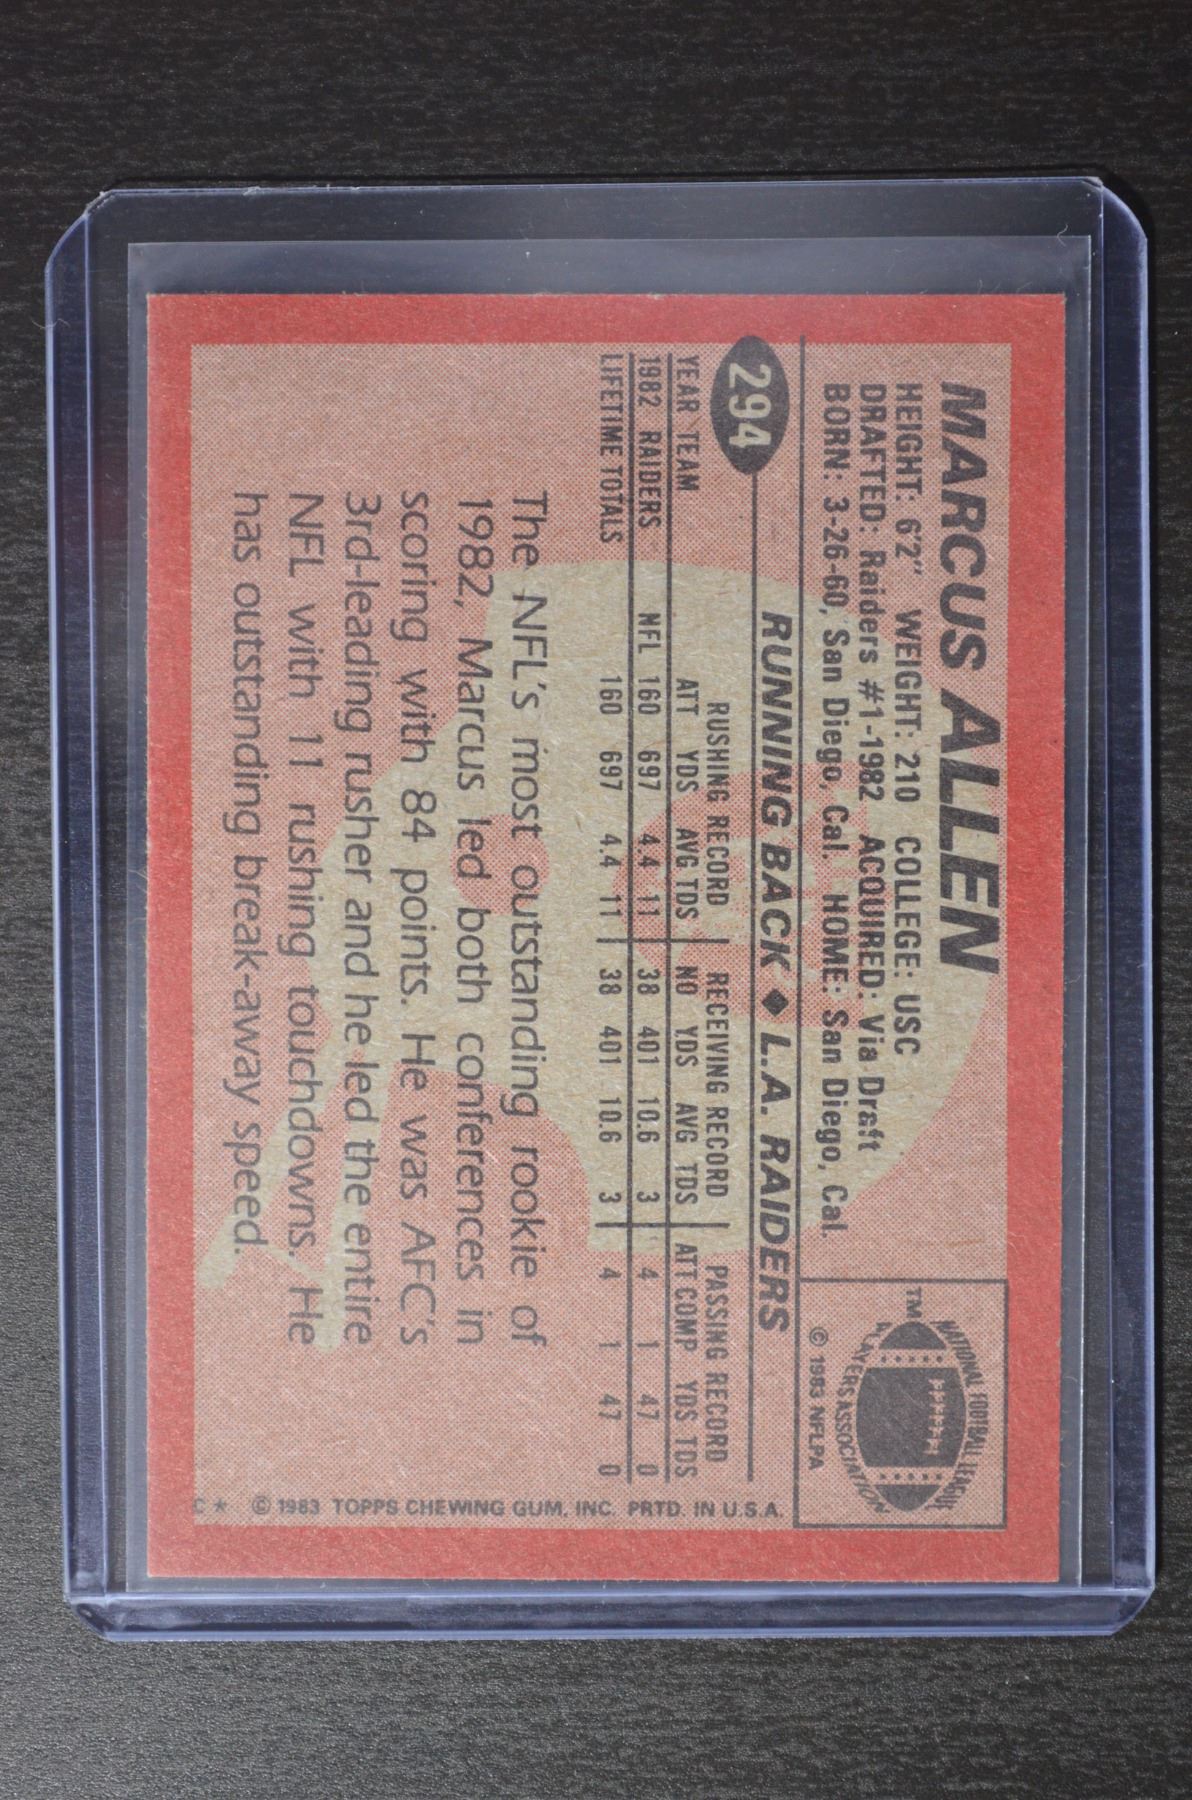 MARCUS ALLEN
HEIGHT: 6'2" WEIGHT: 210 COLLEGE: USC
DRAFTED: Raiders #1-1982 ACQUIRED: Via Draft
BORN: 3-26-60, San Diego, Cal. HOME: San Diego, Cal.
NATIONAL FOOTBALL LEAGUE
PLAYERS ASSOCIATION
TM
© 1983 NFLPA
294
RUNNING BACK ◆ L.A. RAIDERS
RUSHING RECORD RECEIVING RECORD PASSING RECORD
YEAR TEAM ATT YDS AVG TDS NO YDS AVG TDS ATT COMP YDS TDS
1982 RAIDERS NFL 160 697 4.4 11 38 401 10.6 3 4 1 47 0
LIFETIME TOTALS 160 697 4.4 11 38 401 10.6 3 4 1 47 0
The NFL's most outstanding rookie of
1982, Marcus led both conferences in
scoring with 84 points. He was AFC's
3rd-leading rusher and he led the entire
NFL with 11 rushing touchdowns. He
has outstanding break-away speed.
C★ © 1983 TOPPS CHEWING GUM, INC. PRTD. IN U.S.A.